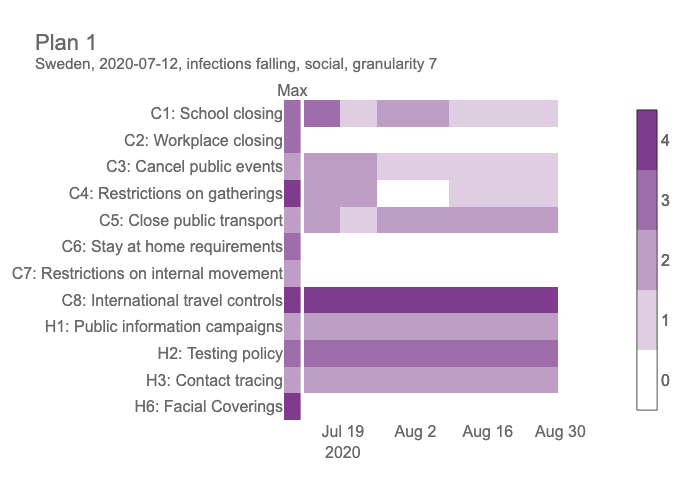 Plan 1
Sweden, 2020-07-12, infections falling, social, granularity 7
Max
C1: School closing
C2: Workplace closing
C3: Cancel public events
C4: Restrictions on gatherings
C5: Close public transport
C6: Stay at home requirements
C7: Restrictions on internal movement
C8: International travel controls
H1: Public information campaigns
H2: Testing policy
H3: Contact tracing
H6: Facial Coverings
Jul 19 Aug 2 Aug 16 Aug 30
2020
4
3
2
1
0